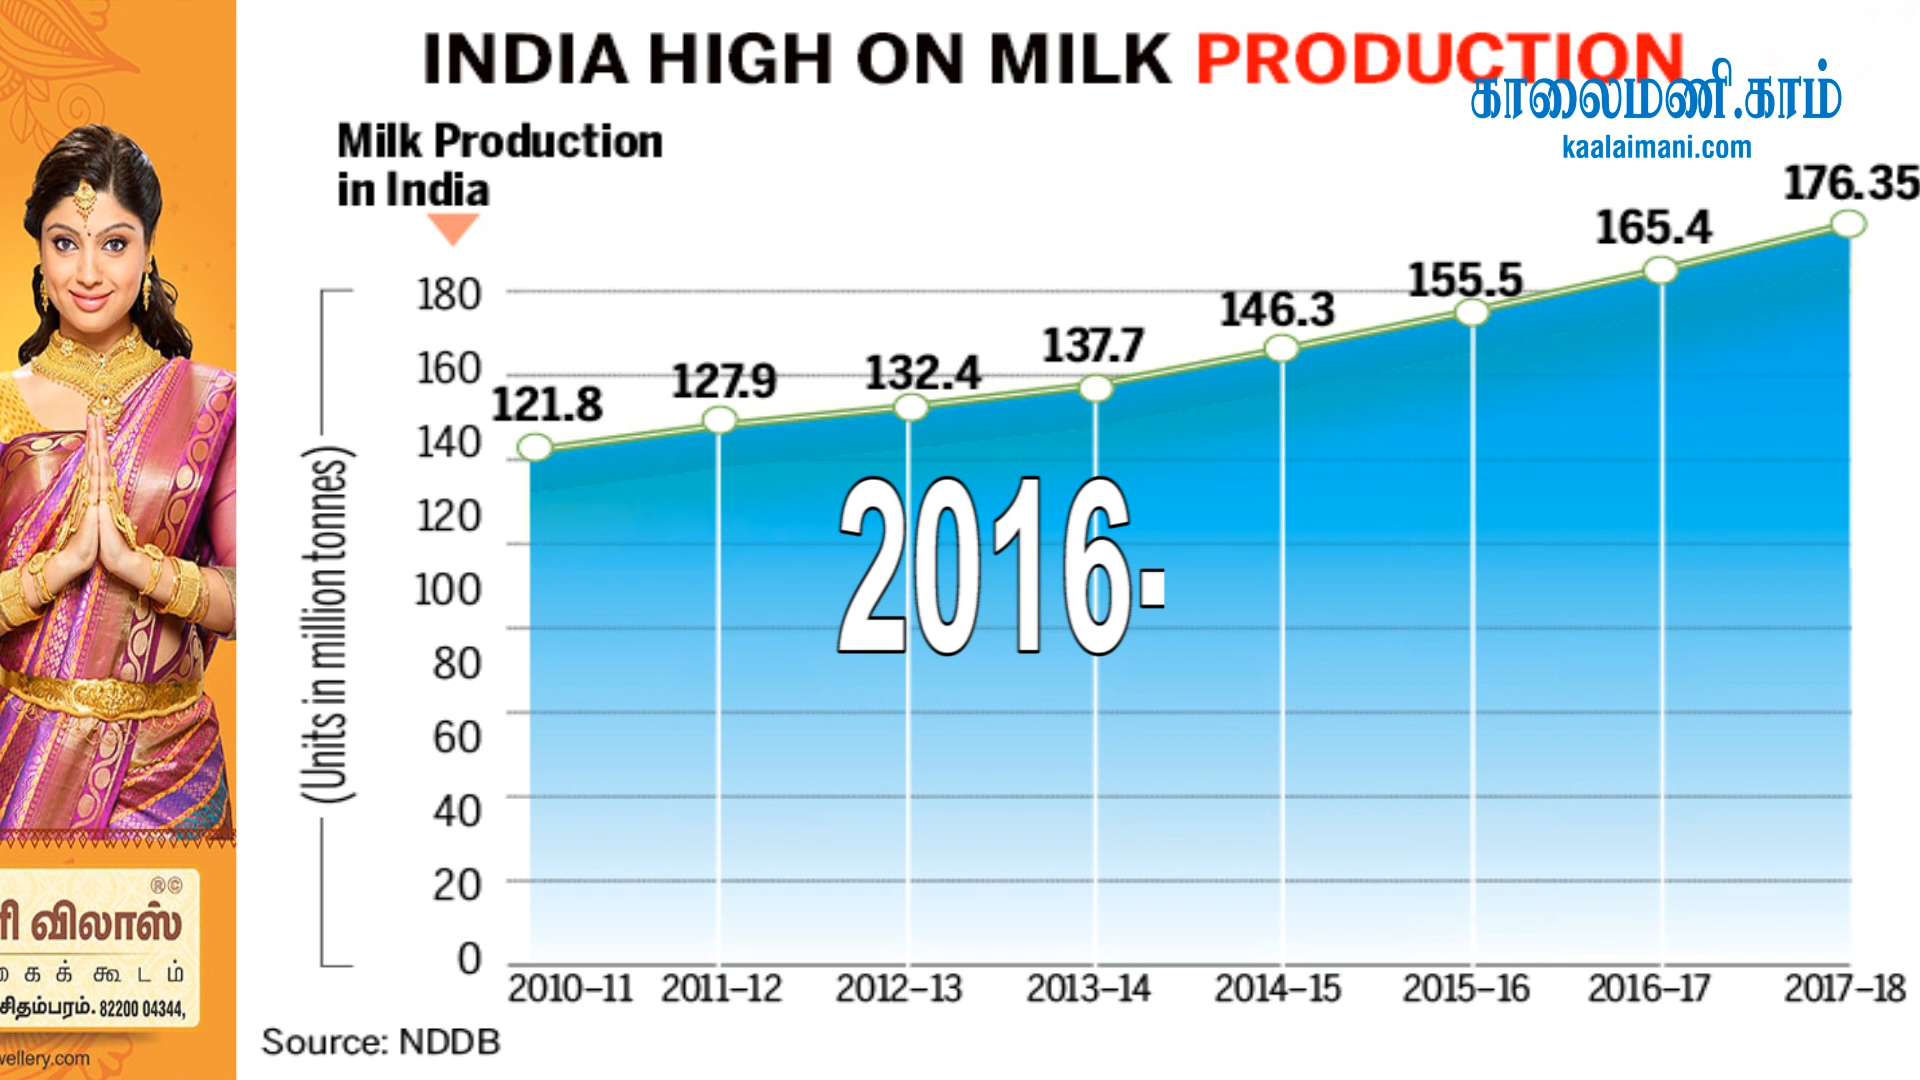 INDIA HIGH ON MILK PRODUCTION
காலைமணி.காம்
kaalaimani.com
Milk Production
in India
(Units in million tonnes)
180
160
140
120
100
80
60
40
20
0
121.8
127.9
132.4
137.7
146.3
155.5
165.4
176.35
2016-
2010–11
2011–12
2012–13
2013–14
2014–15
2015–16
2016–17
2017–18
Source: NDDB
®©
விலாஸ்
கைக் கூடம்
சிதம்பரம். 82200 04344,